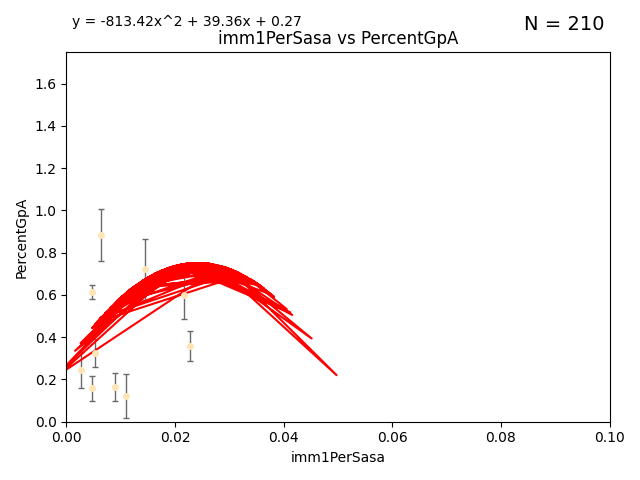 y = -813.42x^2 + 39.36x + 0.27
N = 210
imm1PerSasa vs PercentGpA
1.6
1.4
1.2
1.0
0.8
0.6
0.4
0.2
0.0
PercentGpA
0.00 0.02 0.04 0.06 0.08 0.10
imm1PerSasa